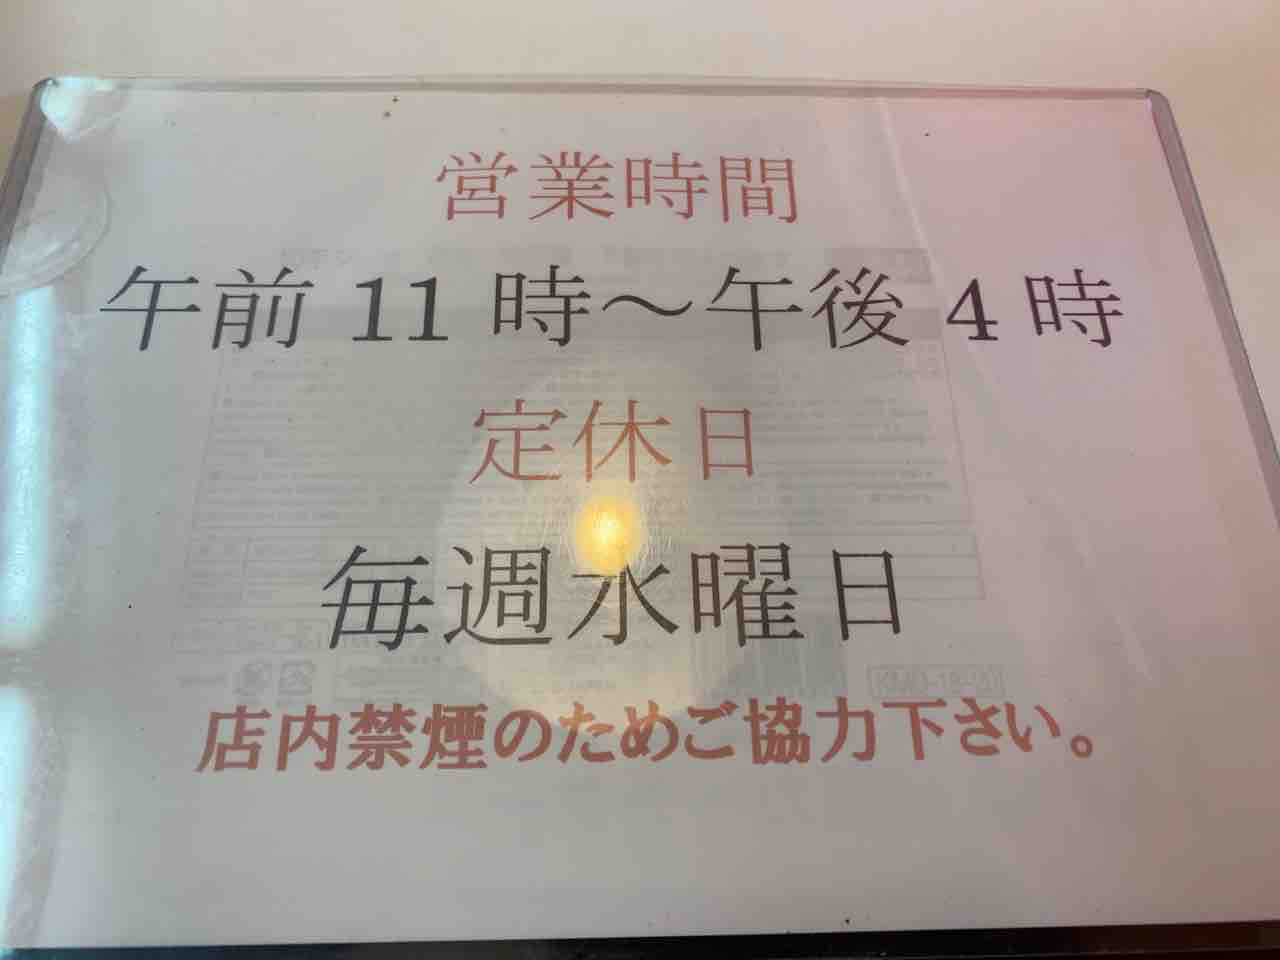 営業時間
午前 11 時～午後 4 時
定休日
毎週水曜日
店内禁煙のためご協力下さい。